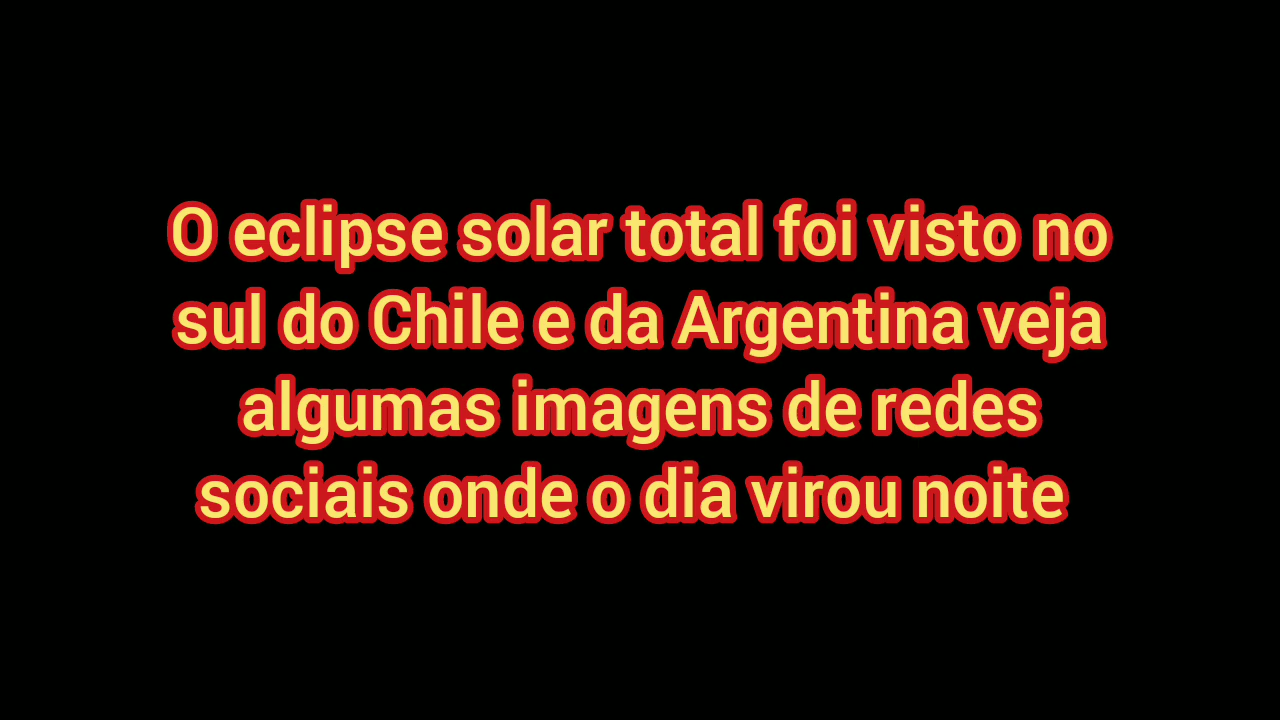 O eclipse solar total foi visto no
sul do Chile e da Argentina veja
algumas imagens de redes
sociais onde o dia virou noite